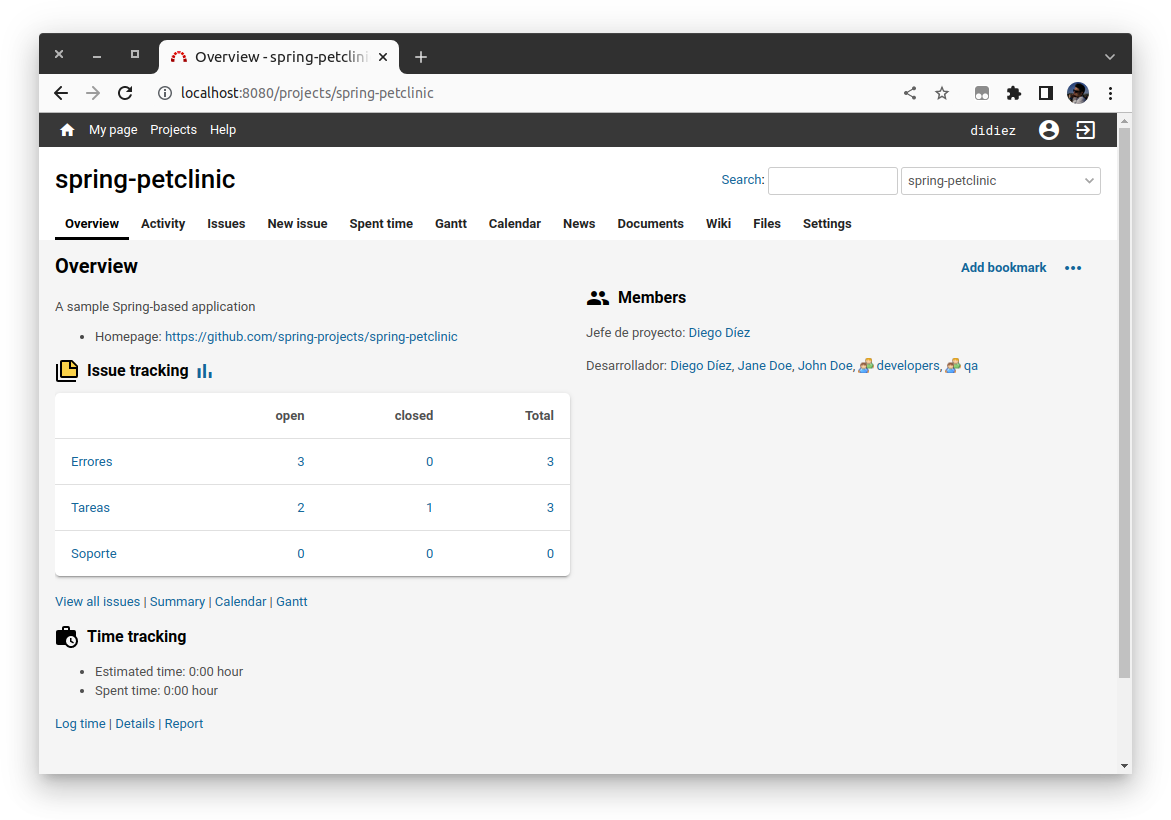 Overview - spring-petclini
localhost:8080/projects/spring-petclinic
My page Projects Help didiez
spring-petclinic Search: spring-petclinic
Overview Activity Issues New issue Spent time Gantt Calendar News Documents Wiki Files Settings
Overview Add bookmark
A sample Spring-based application
Homepage: https://github.com/spring-projects/spring-petclinic
Issue tracking
open closed Total
Errores 3 0 3
Tareas 2 1 3
Soporte 0 0 0
View all issues | Summary | Calendar | Gantt
Time tracking
Estimated time: 0:00 hour
Spent time: 0:00 hour
Log time | Details | Report
Members
Jefe de proyecto: Diego Díez
Desarrollador: Diego Díez, Jane Doe, John Doe, developers, qa